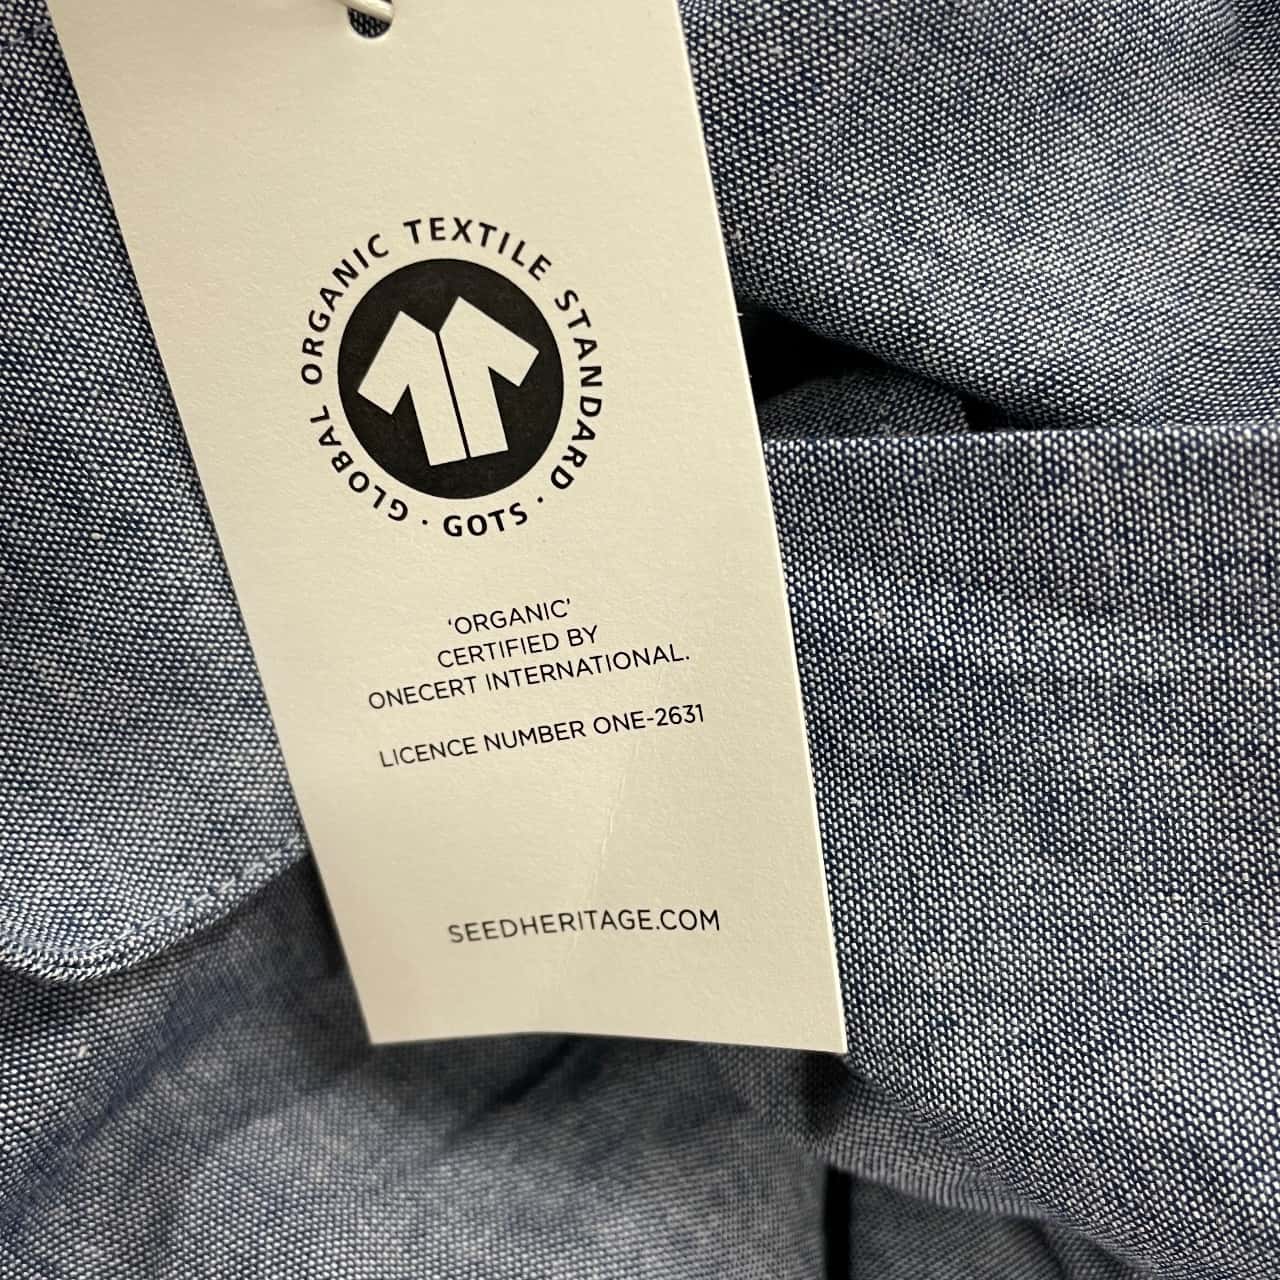 GLOBAL ORGANIC TEXTILE STANDARD · GOTS ·
‘ORGANIC’
CERTIFIED BY
ONECERT INTERNATIONAL.
LICENCE NUMBER ONE-2631
SEEDHERITAGE.COM